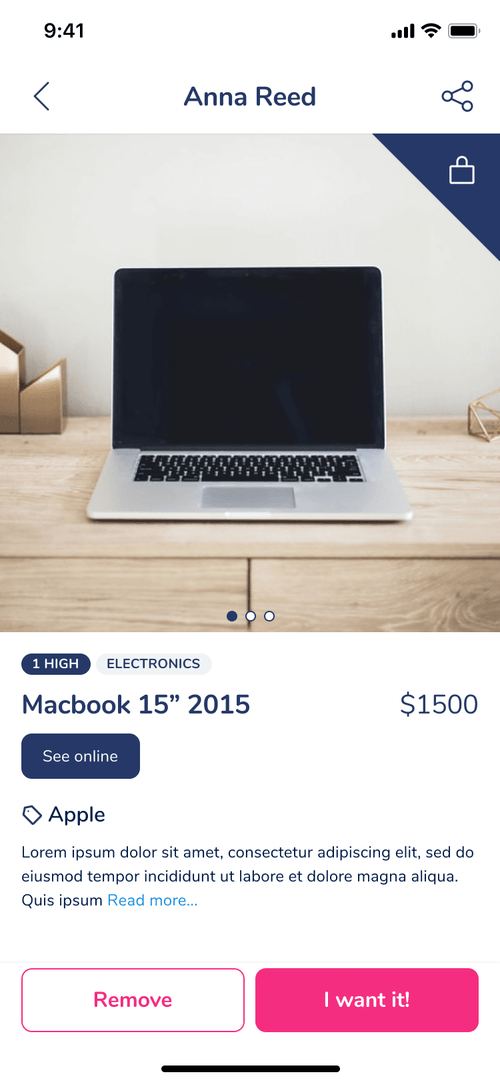 9:41
Anna Reed
1 HIGH ELECTRONICS
Macbook 15” 2015 $1500
See online
Apple
Lorem ipsum dolor sit amet, consectetur adipiscing elit, sed do
eiusmod tempor incididunt ut labore et dolore magna aliqua.
Quis ipsum Read more...
Remove I want it!